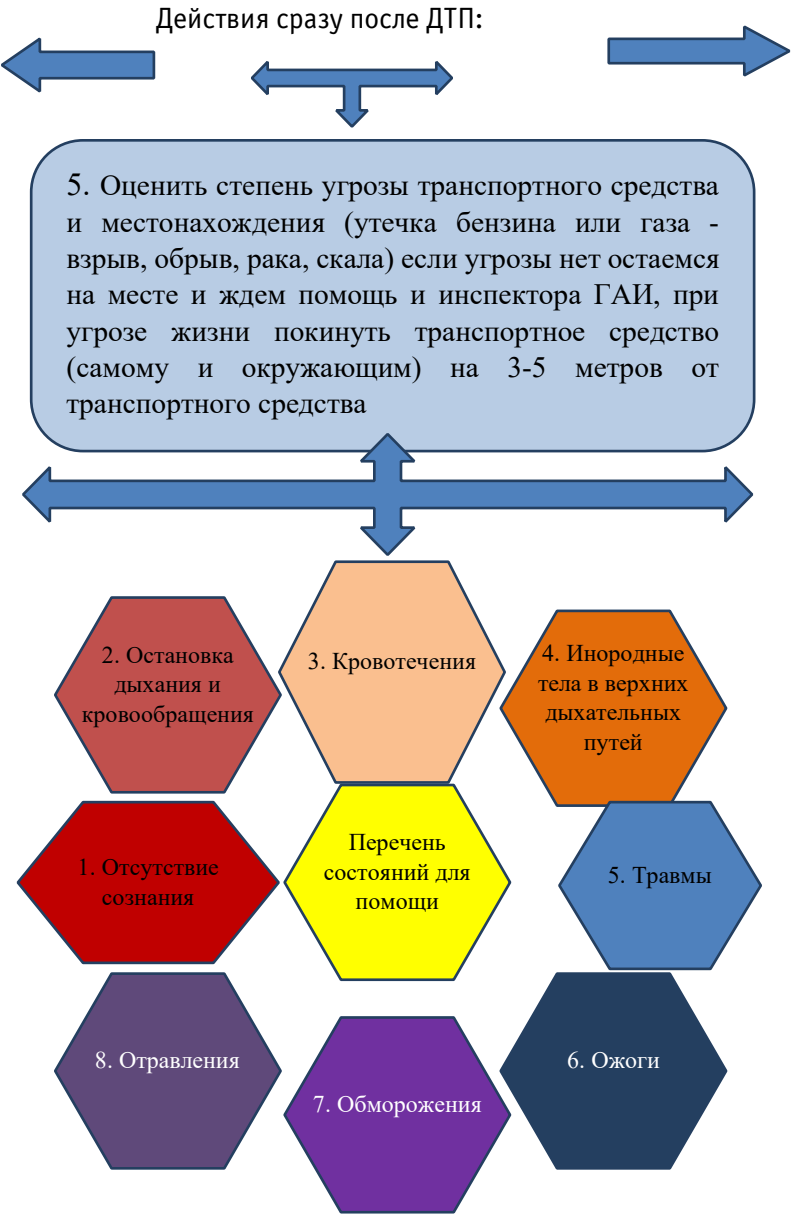 Действия сразу после ДТП:
5. Оценить степень угрозы транспортного средства
и местонахождения (утечка бензина или газа -
взрыв, обрыв, рака, скала) если угрозы нет остаемся
на месте и ждем помощь и инспектора ГАИ, при
угрозе жизни покинуть транспортное средство
(самому и окружающим) на 3-5 метров от
транспортного средства
2. Остановка
дыхания и
кровообращения
3. Кровотечения
4. Инородные
тела в верхних
дыхательных
путей
1. Отсутствие
сознания
Перечень
состояний для
помощи
5. Травмы
8. Отравления
7. Обморожения
6. Ожоги